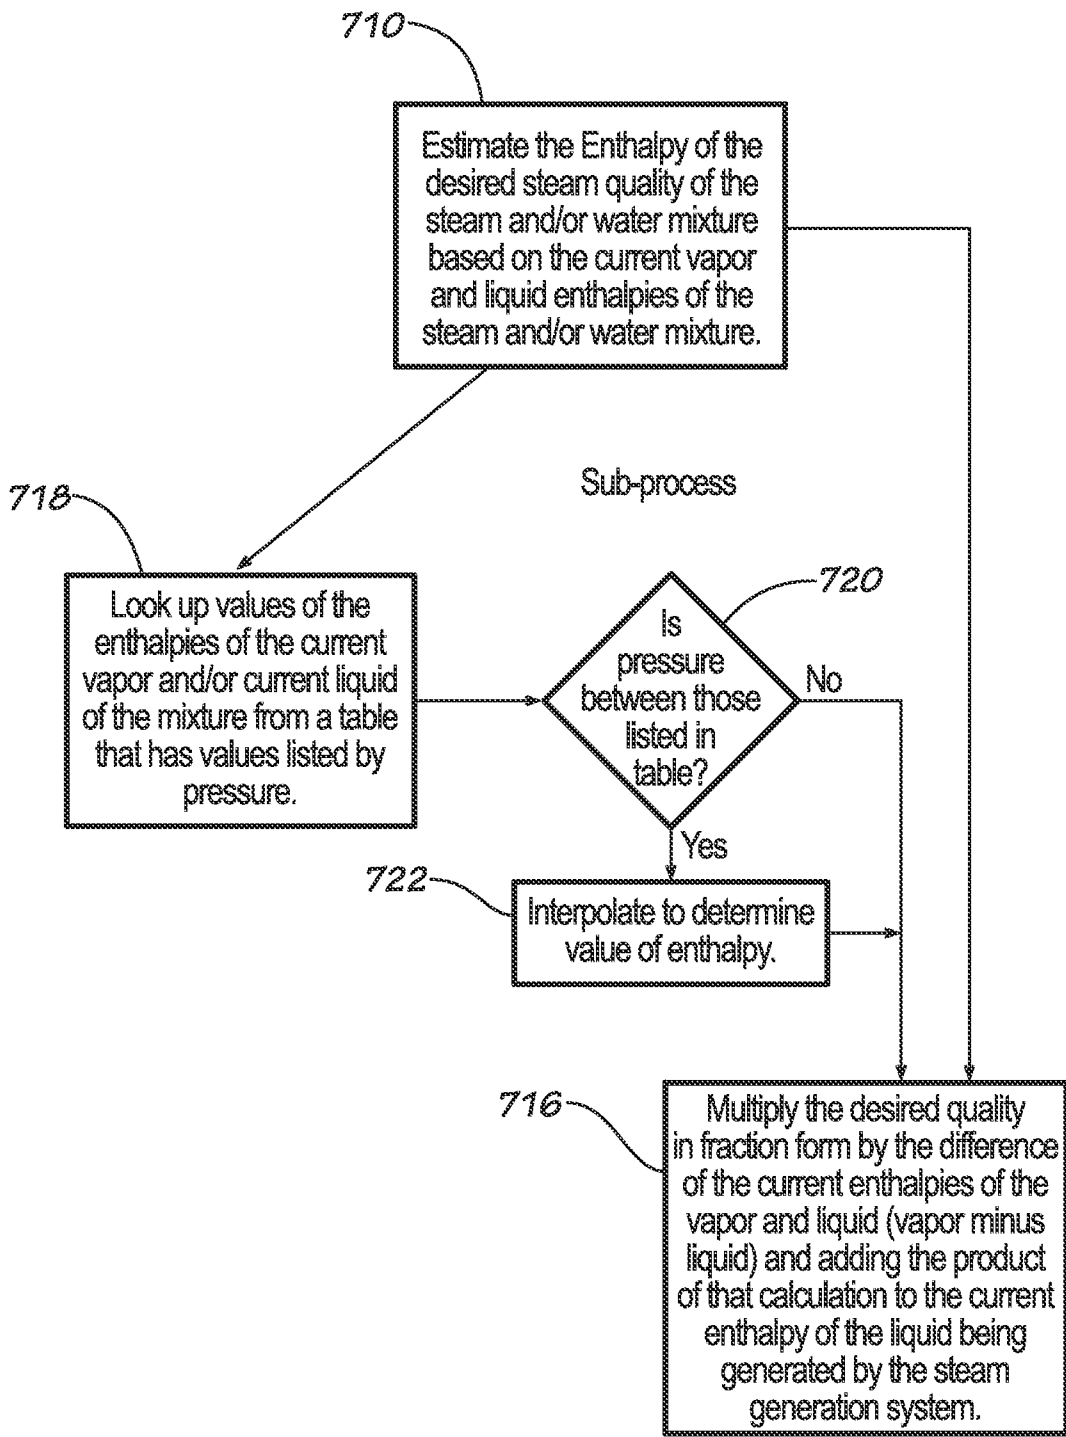 710
Estimate the Enthalpy of the
desired steam quality of the
steam and/or water mixture
based on the current vapor
and liquid enthalpies of the
steam and/or water mixture.
Sub-process
718
Look up values of the
enthalpies of the current
vapor and/or current liquid
of the mixture from a table
that has values listed by
pressure.
720
Is
pressure
between those
listed in
table?
No
Yes
722
Interpolate to determine
value of enthalpy.
716
Multiply the desired quality
in fraction form by the difference
of the current enthalpies of the
vapor and liquid (vapor minus
liquid) and adding the product
of that calculation to the current
enthalpy of the liquid being
generated by the steam
generation system.